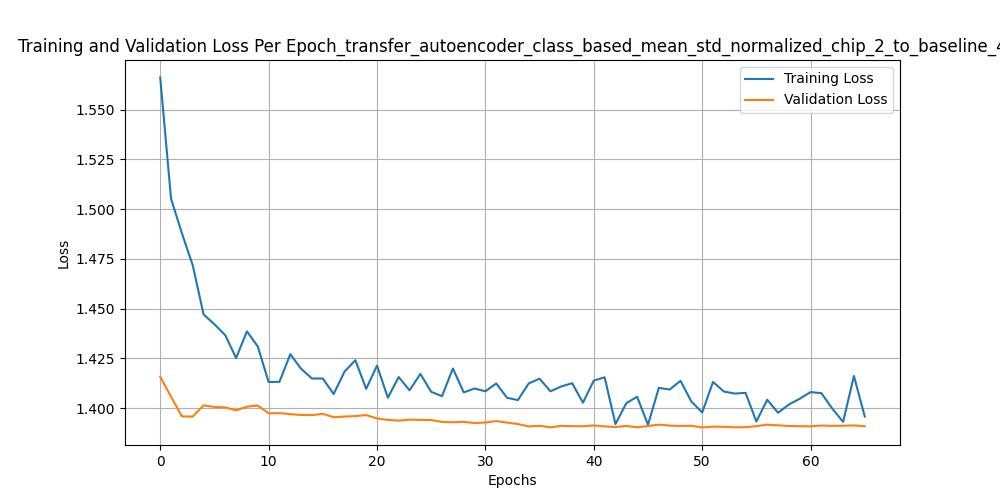 Training and Validation Loss Per Epoch_transfer_autoencoder_class_based_mean_std_normalized_chip_2_to_baseline_4
Training Loss
Validation Loss
1.550
1.525
1.500
1.475
1.450
1.425
1.400
Loss
0 10 20 30 40 50 60
Epochs